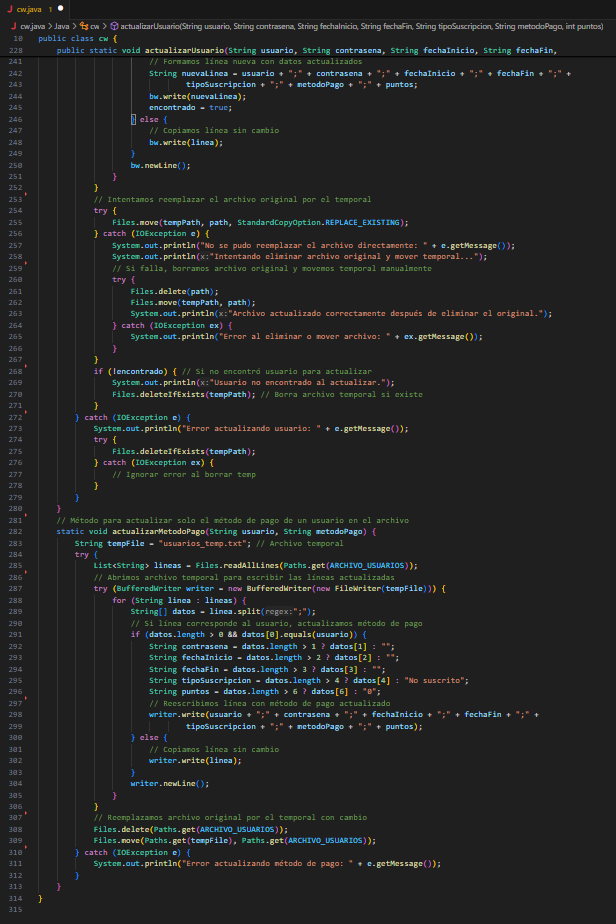 cw.java 1
cw.java > Java > cw > actualizarUsuario(String usuario, String contrasena, String fechaInicio, String fechaFin, String tipoSuscripcion, String metodoPago, int puntos)
10 public class cw {
228 public static void actualizarUsuario(String usuario, String contrasena, String fechaInicio, String fechaFin,
241 // Formamos línea nueva con datos actualizados
242 String nuevaLinea = usuario + ";" + contrasena + ";" + fechaInicio + ";" + fechaFin + ";" +
243 tipoSuscripcion + ";" + metodoPago + ";" + puntos;
244 bw.write(nuevaLinea);
245 encontrado = true;
246 } else {
247 // Copiamos línea sin cambio
248 bw.write(linea);
249 }
250 bw.newLine();
251 }
252 }
253 // Intentamos reemplazar el archivo original por el temporal
254 try {
255 Files.move(tempPath, path, StandardCopyOption.REPLACE_EXISTING);
256 } catch (IOException e) {
257 System.out.println("No se pudo reemplazar el archivo directamente: " + e.getMessage());
258 System.out.println(x:"Intentando eliminar archivo original y mover temporal...");
259 // Si falla, borramos archivo original y movemos temporal manualmente
260 try {
261 Files.delete(path);
262 Files.move(tempPath, path);
263 System.out.println(x:"Archivo actualizado correctamente después de eliminar el original.");
264 } catch (IOException ex) {
265 System.out.println("Error al eliminar o mover archivo: " + ex.getMessage());
266 }
267 }
268 if (!encontrado) { // Si no encontró usuario para actualizar
269 System.out.println(x:"Usuario no encontrado al actualizar.");
270 Files.deleteIfExists(tempPath); // Borra archivo temporal si existe
271 }
272 } catch (IOException e) {
273 System.out.println("Error actualizando usuario: " + e.getMessage());
274 try {
275 Files.deleteIfExists(tempPath);
276 } catch (IOException ex) {
277 // Ignorar error al borrar temp
278 }
279 }
280 }
281 // Método para actualizar solo el método de pago de un usuario en el archivo
282 static void actualizarMetodoPago(String usuario, String metodoPago) {
283 String tempFile = "usuarios_temp.txt"; // Archivo temporal
284 try {
285 List<String> lineas = Files.readAllLines(Paths.get(ARCHIVO_USUARIOS));
286 // Abrimos archivo temporal para escribir las líneas actualizadas
287 try (BufferedWriter writer = new BufferedWriter(new FileWriter(tempFile))) {
288 for (String linea : lineas) {
289 String[] datos = linea.split(regex:";");
290 // Si línea corresponde al usuario, actualizamos método de pago
291 if (datos.length > 0 && datos[0].equals(usuario)) {
292 String contrasena = datos.length > 1 ? datos[1] : "";
293 String fechaInicio = datos.length > 2 ? datos[2] : "";
294 String fechaFin = datos.length > 3 ? datos[3] : "";
295 String tipoSuscripcion = datos.length > 4 ? datos[4] : "No suscrito";
296 String puntos = datos.length > 6 ? datos[6] : "0";
297 // Reescribimos línea con método de pago actualizado
298 writer.write(usuario + ";" + contrasena + ";" + fechaInicio + ";" + fechaFin + ";" +
299 tipoSuscripcion + ";" + metodoPago + ";" + puntos);
300 } else {
301 // Copiamos línea sin cambio
302 writer.write(linea);
303 }
304 writer.newLine();
305 }
306 }
307 // Reemplazamos archivo original por el temporal con cambio
308 Files.delete(Paths.get(ARCHIVO_USUARIOS));
309 Files.move(Paths.get(tempFile), Paths.get(ARCHIVO_USUARIOS));
310 } catch (IOException e) {
311 System.out.println("Error actualizando método de pago: " + e.getMessage());
312 }
313 }
314 }
315